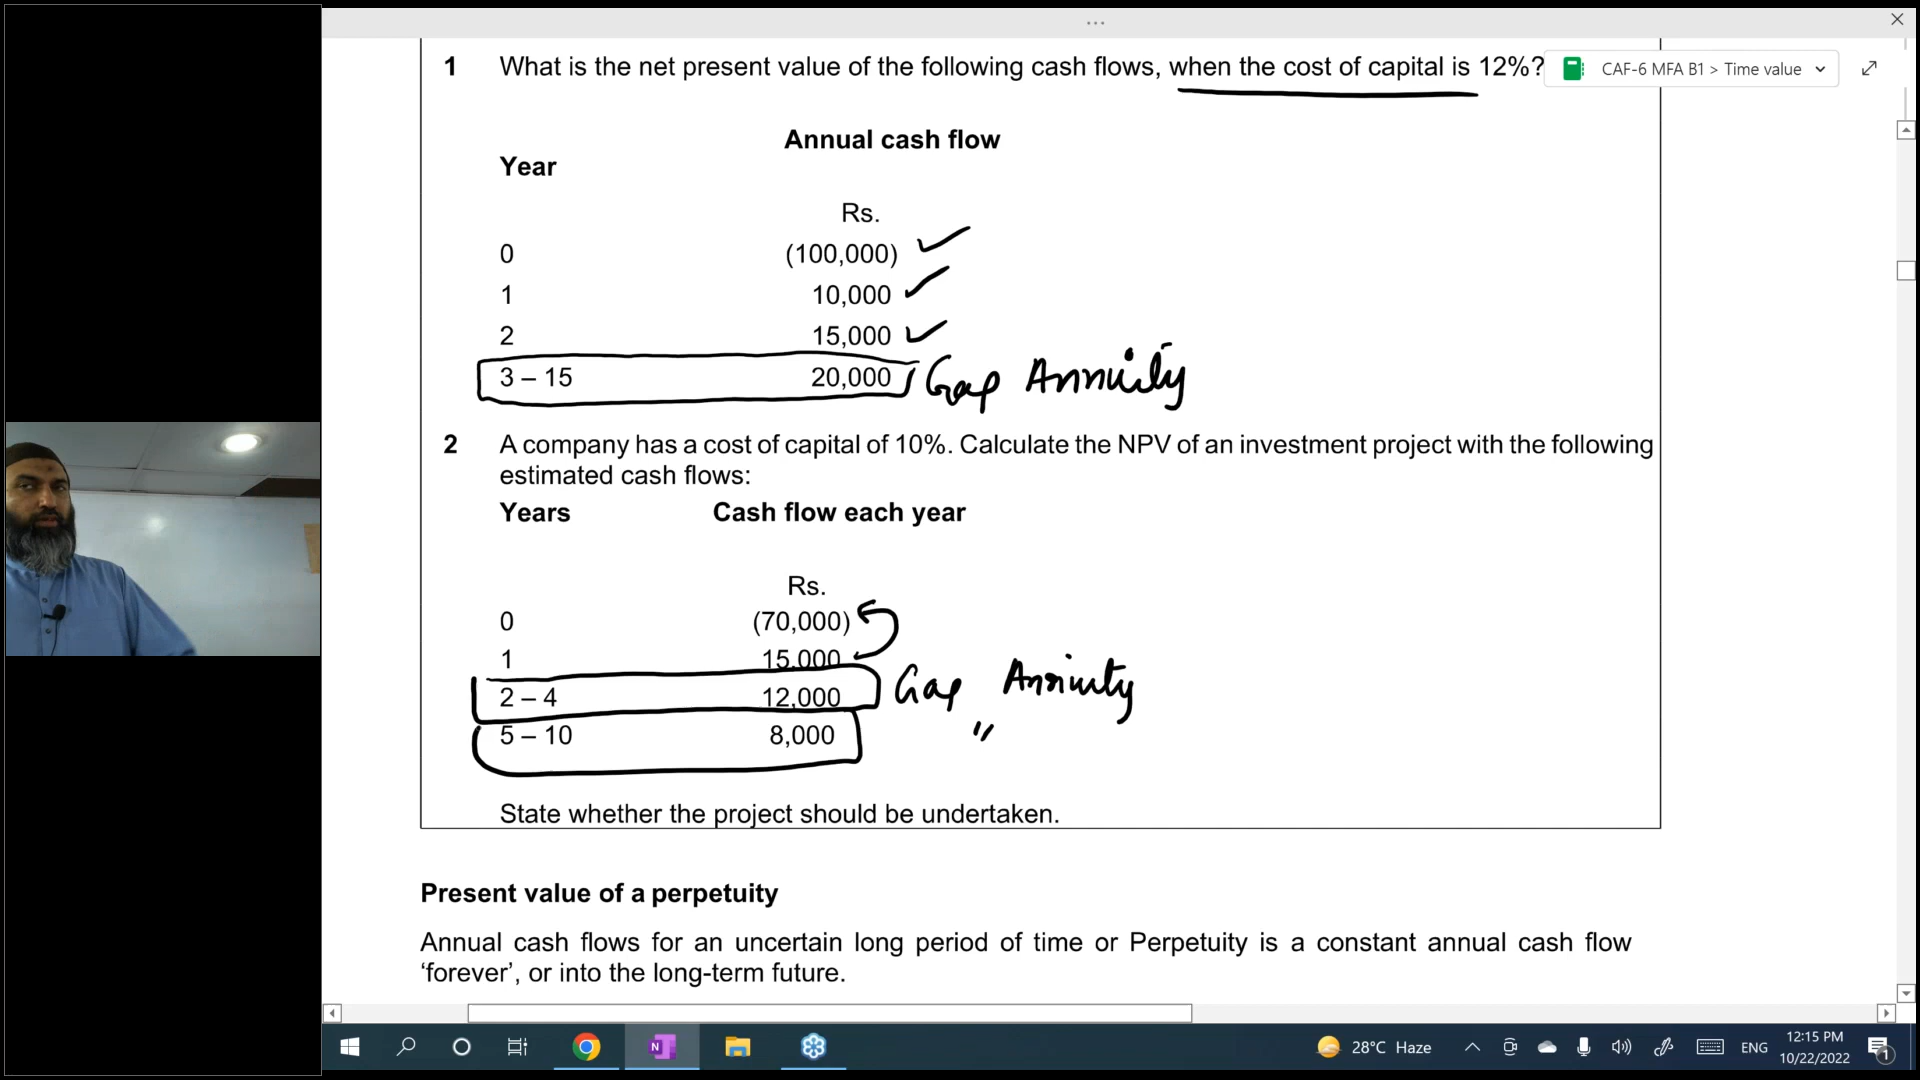 1 What is the net present value of the following cash flows, when the cost of capital is 12%?
CAF-6 MFA B1 > Time value
Annual cash flow
Year
Rs.
0 (100,000)
1 10,000
2 15,000
3 – 15 20,000 Gap Annuity
2 A company has a cost of capital of 10%. Calculate the NPV of an investment project with the following
estimated cash flows:
Years Cash flow each year
Rs.
0 (70,000)
1 15,000
2 – 4 12,000 Gap Annuity
5 – 10 8,000 "
State whether the project should be undertaken.
Present value of a perpetuity
Annual cash flows for an uncertain long period of time or Perpetuity is a constant annual cash flow
‘forever’, or into the long-term future.
28°C Haze
ENG
12:15 PM
10/22/2022
1